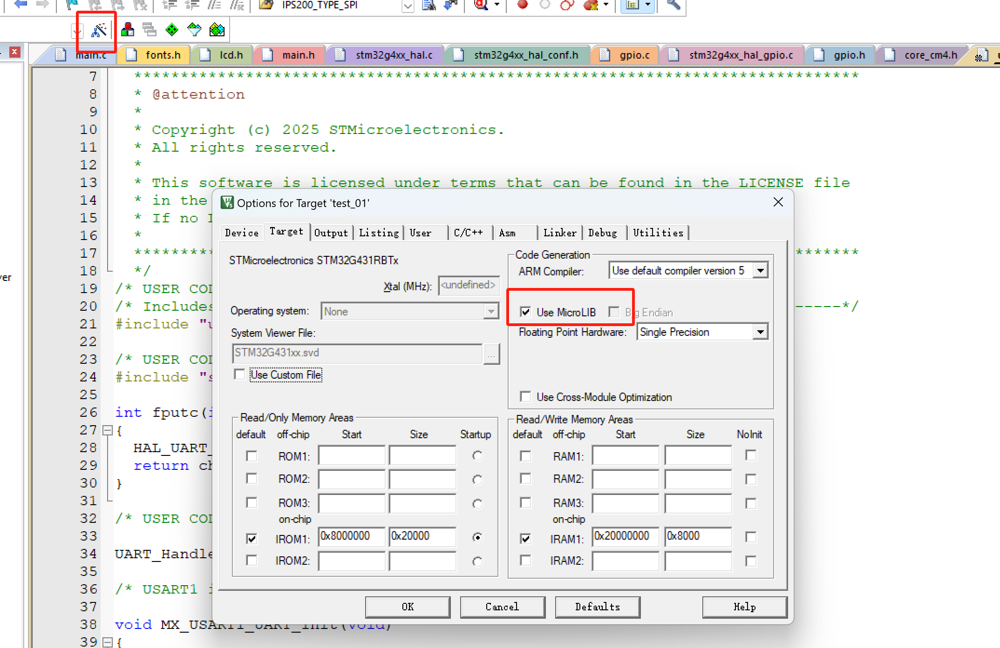 IPS200_TYPE_SPI
main.c fonts.h lcd.h main.h stm32g4xx_hal.c stm32g4xx_hal_conf.h gpio.c stm32g4xx_hal_gpio.c gpio.h core_cm4.h
ver
7 ******************************************************************************
8 * @attention
9 *
10 * Copyright (c) 2025 STMicroelectronics.
11 * All rights reserved.
12 *
13 * This software is licensed under terms that can be found in the LICENSE file
14 * in the
15 * If no
16 *
17 *********
18 */
19 /* USER COD
20 /* Includes -----*/
21 #include "u
22
23 /* USER COD
24 #include "s
25
26 int fputc(i
27 {
28 HAL_UART_
29 return ch
30 }
31
32 /* USER COD
33
34 UART_Handle
35
36 /* USART1 i
37
38 void MX_USART1_UART_Init(void)
39 {
Options for Target 'test_01'
Device Target Output Listing User C/C++ Asm Linker Debug Utilities
STMicroelectronics STM32G431RBTx
Xtal (MHz): <undefined>
Operating system: None
System Viewer File:
STM32G431xx.svd ...
Use Custom File
Code Generation
ARM Compiler: Use default compiler version 5
Use MicroLIB Big Endian
Floating Point Hardware: Single Precision
Use Cross-Module Optimization
Read/Only Memory Areas
default off-chip Start Size Startup
ROM1:
ROM2:
ROM3:
on-chip
IROM1: 0x8000000 0x20000
IROM2:
Read/Write Memory Areas
default off-chip Start Size NoInit
RAM1:
RAM2:
RAM3:
on-chip
IRAM1: 0x20000000 0x8000
IRAM2:
OK Cancel Defaults Help